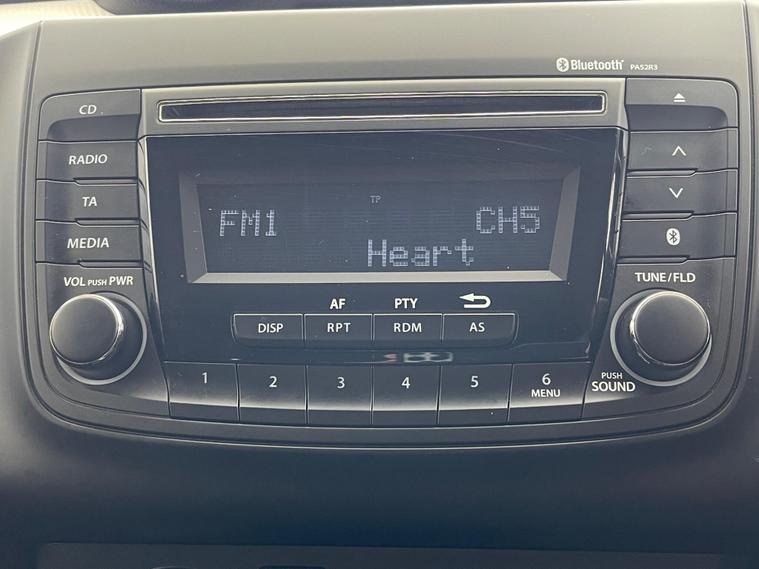 Bluetooth PA52R3
CD
RADIO
TA
MEDIA
VOL PUSH PWR
TP
FM1 CH5
Heart
TUNE/FLD
AF PTY
DISP RPT RDM AS
1 2 3 4 5 6
MENU
PUSH
SOUND